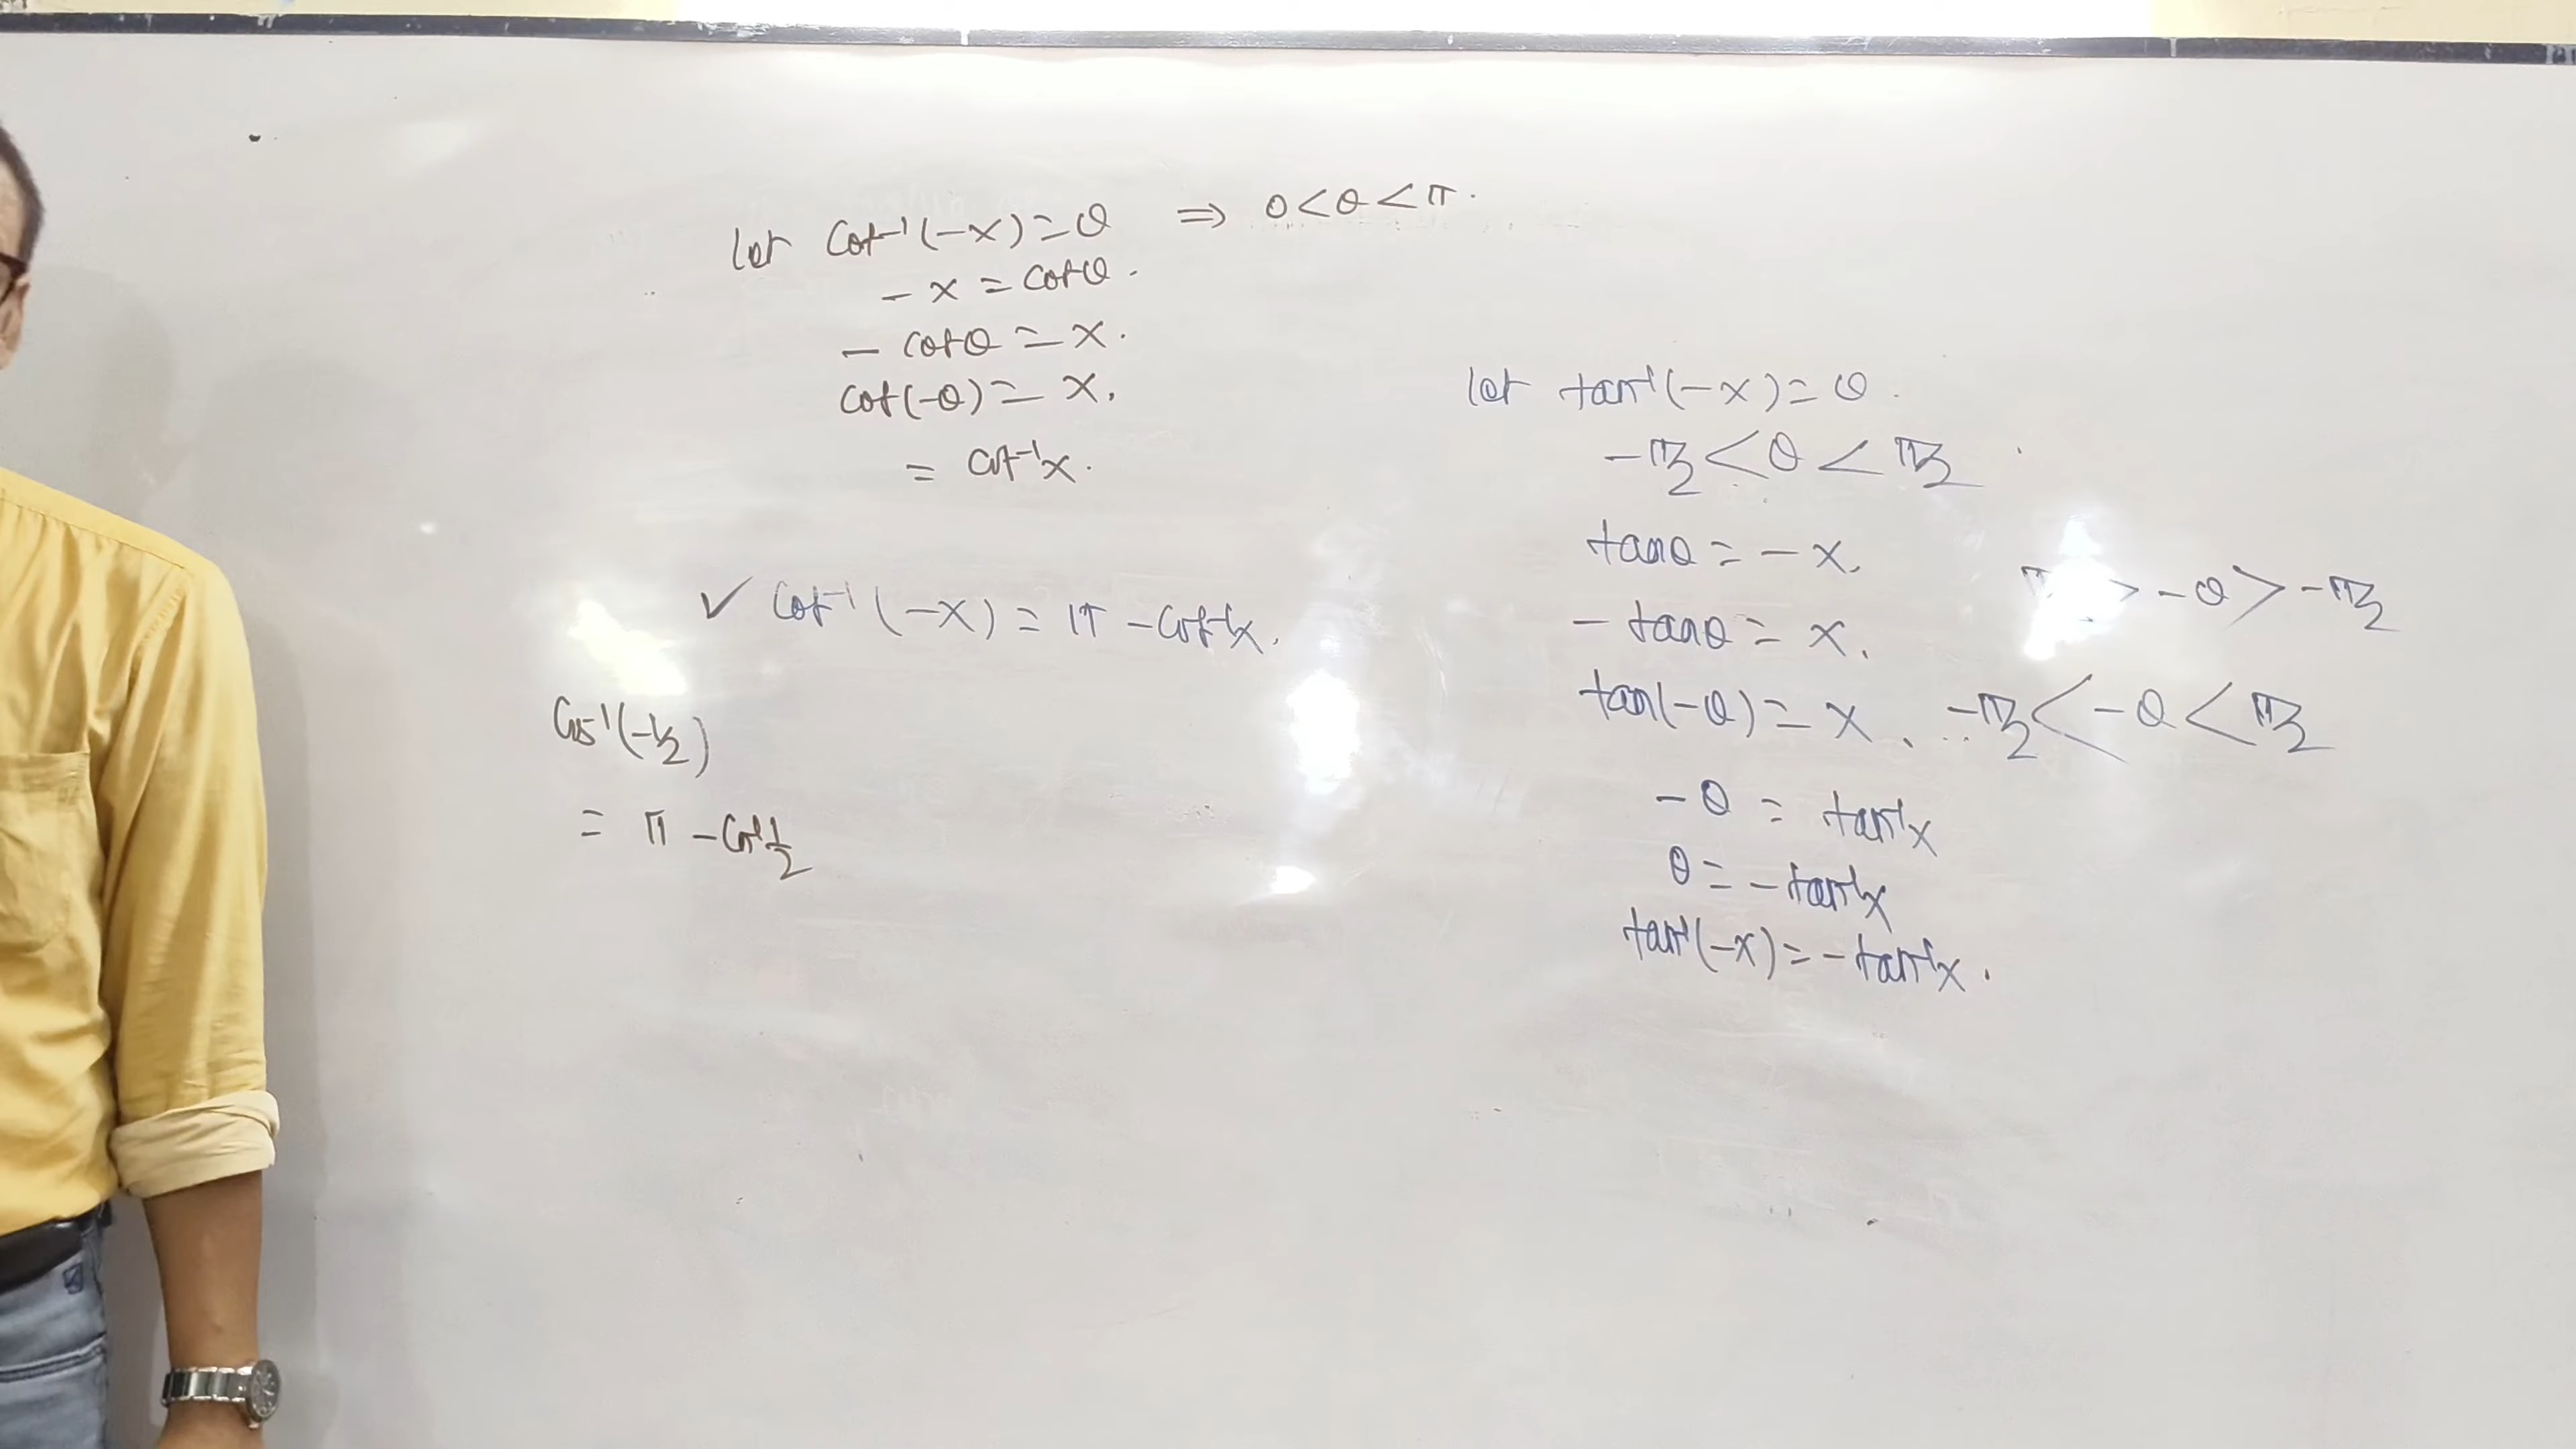 let cot⁻¹(-x) = θ ⇒ 0 < θ < π.
- x = cotθ.
- cotθ = x.
cot(-θ) = x.
= cot⁻¹x.
✓ cot⁻¹(-x) = π - cot⁻¹x.
cos⁻¹(-1/2)
= π - cos⁻¹ 1/2
let tan⁻¹(-x) = θ.
-π/2 < θ < π/2
tanθ = - x.
- tanθ = x.
> -θ > -π/2
tan(-θ) = x. -π/2 < -θ < π/2
- θ = tan⁻¹x
θ = - tan⁻¹x
tan⁻¹(-x) = - tan⁻¹x.